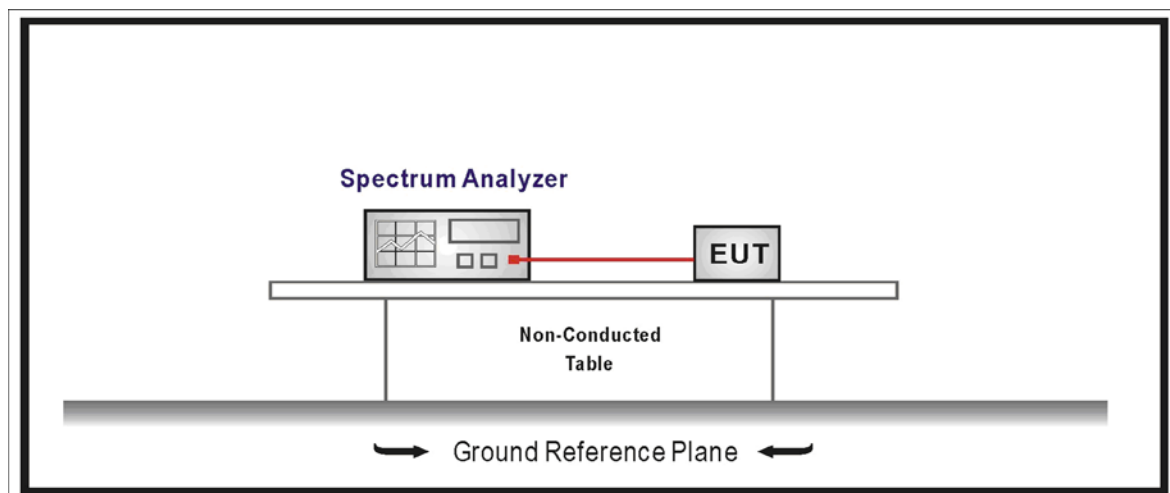 Spectrum Analyzer
EUT
Non-Conducted
Table
Ground Reference Plane